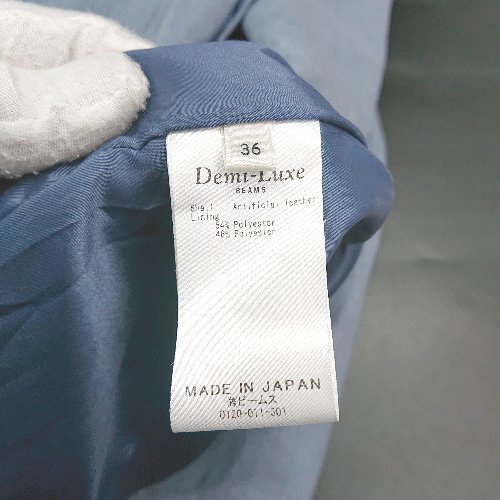 36
Demi-Luxe
BEAMS
Shell Artificial leather
Lining
54% Polyester
46% Polyester
MADE IN JAPAN
㈱ビームス
0120-011-301